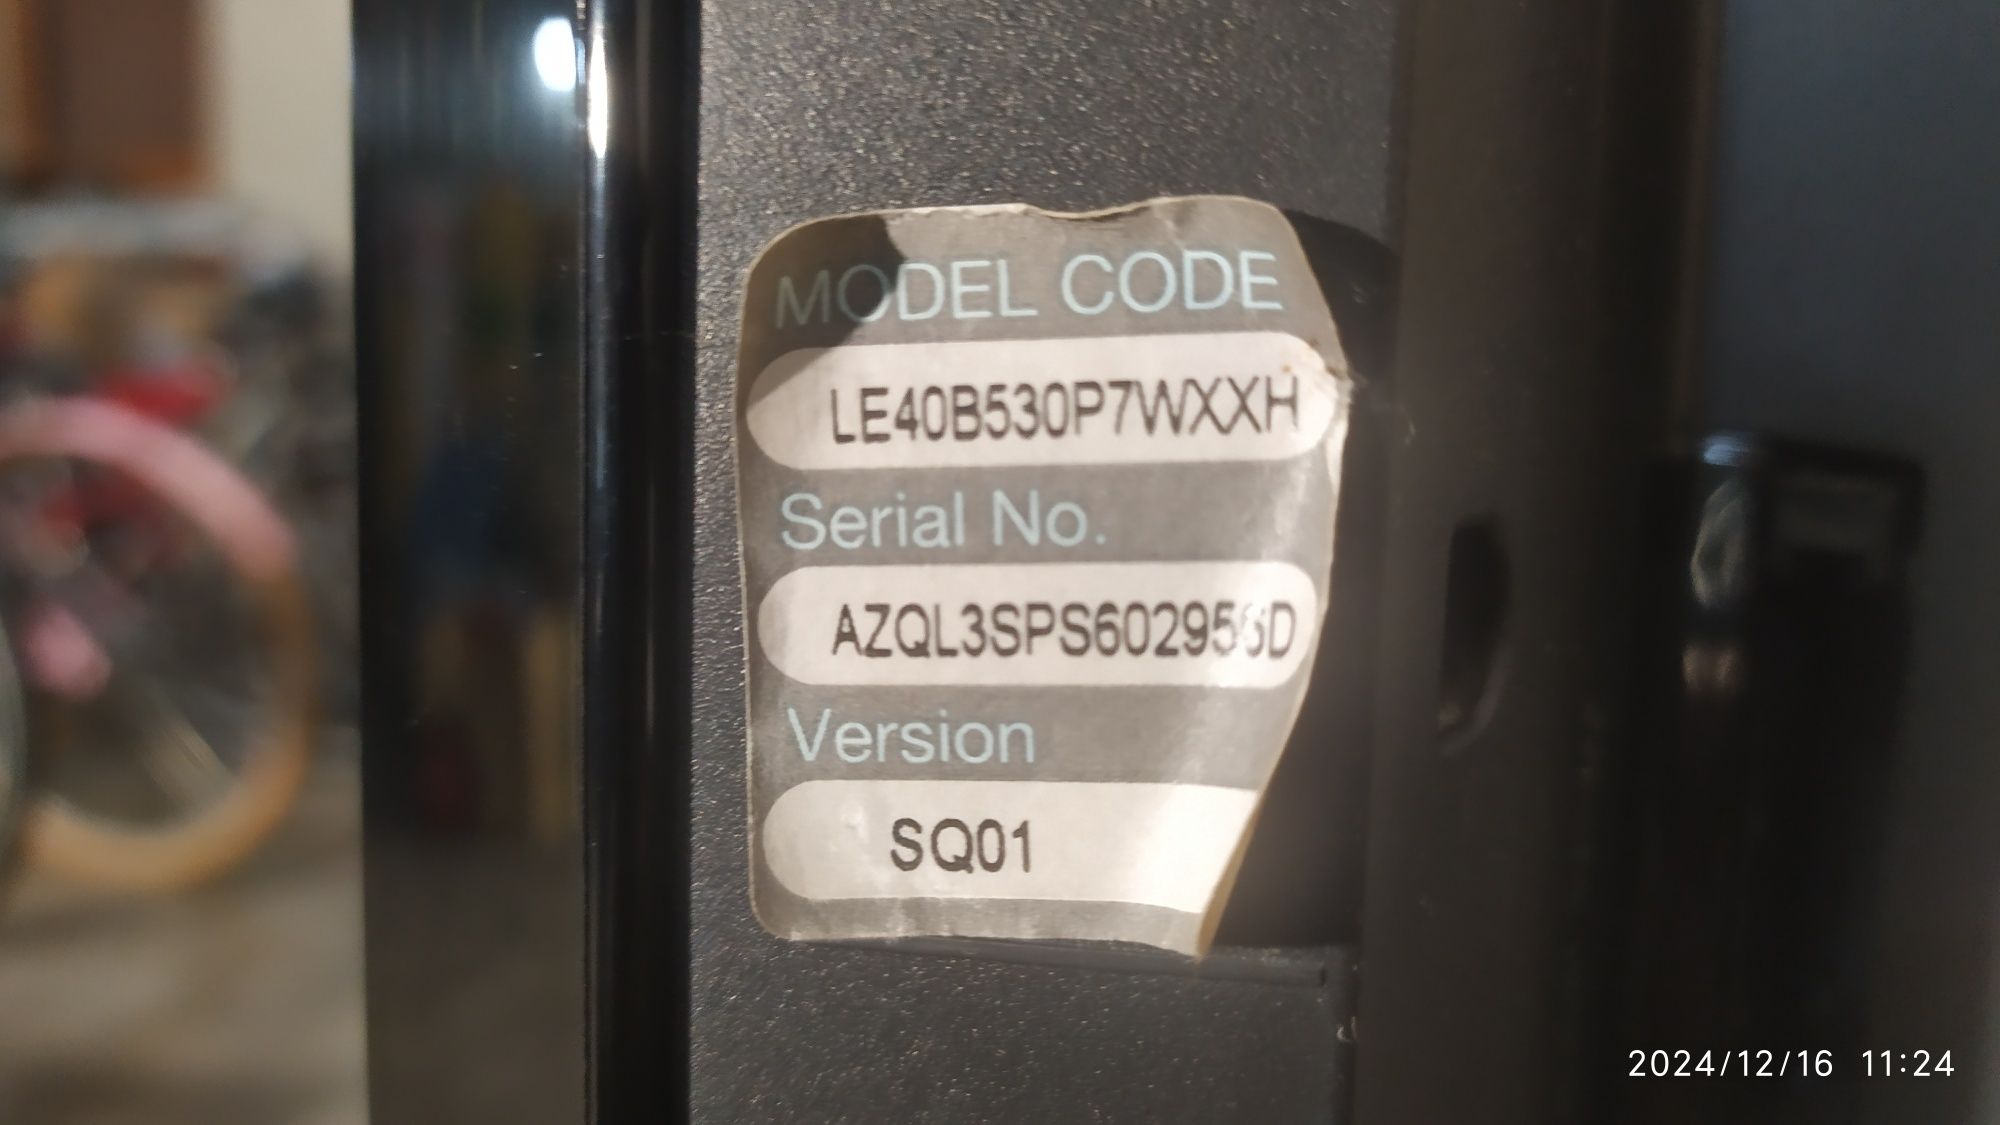 MODEL CODE
LE40B530P7WXXH
Serial No.
Version
SQ01
2024/12/16 11:24